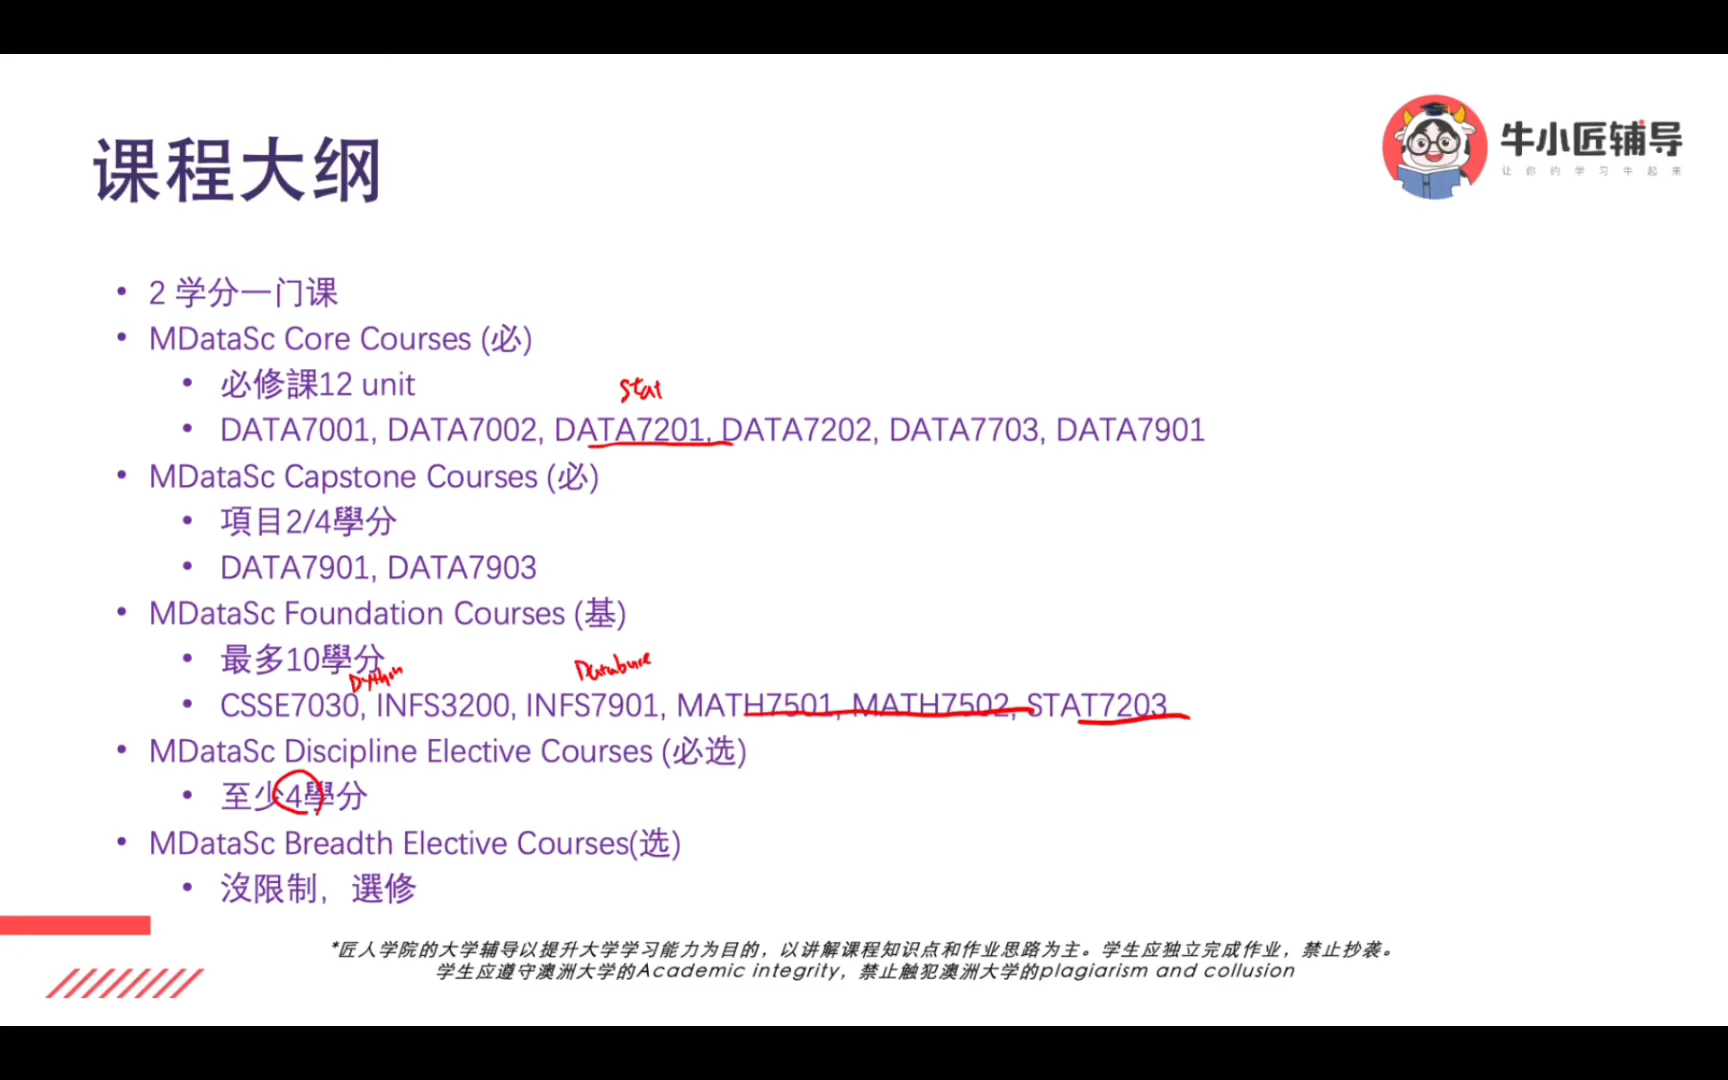 课程大纲
牛小匠辅导
让你的学习牛起来
• 2 学分一门课
• MDataSc Core Courses (必)
• 必修課12 unit
stat
• DATA7001, DATA7002, DATA7201, DATA7202, DATA7703, DATA7901
• MDataSc Capstone Courses (必)
• 項目2/4學分
• DATA7901, DATA7903
• MDataSc Foundation Courses (基)
• 最多10學分
python Database
• CSSE7030, INFS3200, INFS7901, MATH7501, MATH7502, STAT7203
• MDataSc Discipline Elective Courses (必选)
• 至少4學分
• MDataSc Breadth Elective Courses(选)
• 沒限制，選修
*匠人学院的大学辅导以提升大学学习能力为目的，以讲解课程知识点和作业思路为主。学生应独立完成作业，禁止抄袭。
学生应遵守澳洲大学的Academic integrity，禁止触犯澳洲大学的plagiarism and collusion